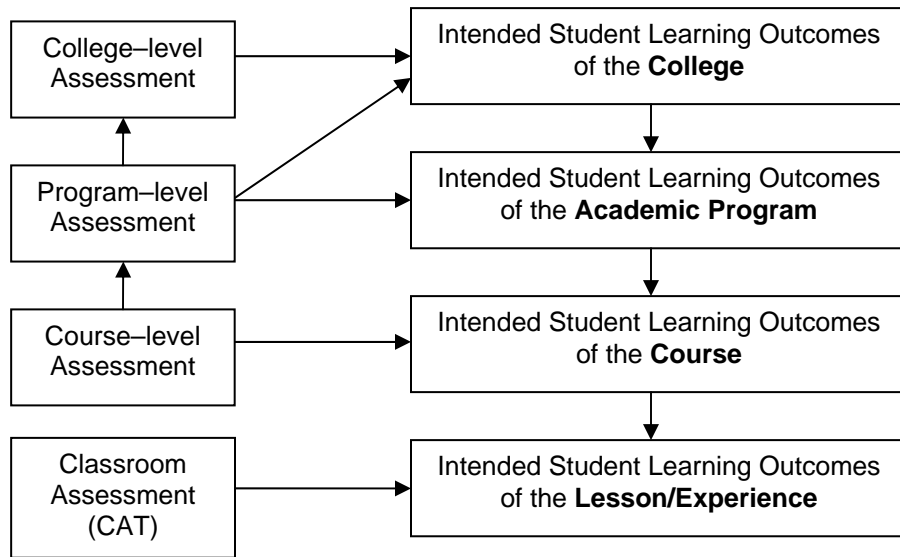 College–level
Assessment
Intended Student Learning Outcomes
of the College
Program–level
Assessment
Intended Student Learning Outcomes
of the Academic Program
Course–level
Assessment
Intended Student Learning Outcomes
of the Course
Classroom
Assessment
(CAT)
Intended Student Learning Outcomes
of the Lesson/Experience